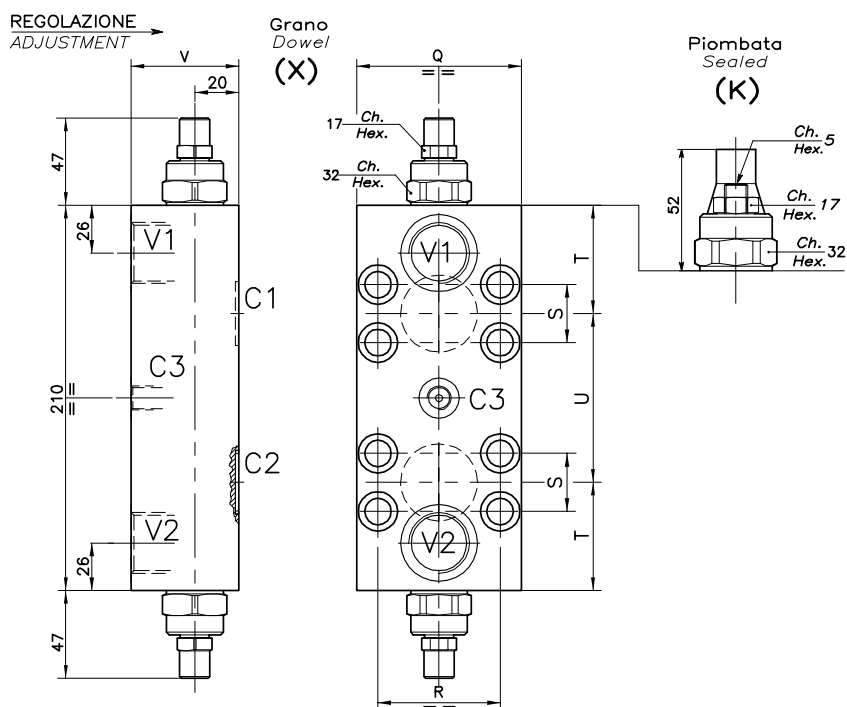 REGOLAZIONE
ADJUSTMENT
Grano
Dowel
(X)
Piombata
Sealed
(K)
V
20
Q
= =
47
17 Ch. Hex.
32 Ch. Hex.
Ch. Hex. 5
52
Ch. Hex. 17
Ch. Hex. 32
26
V1
V1
T
C1
S
C3
210
= =
C3
U
C2
S
V2
V2
T
26
47
R
= =